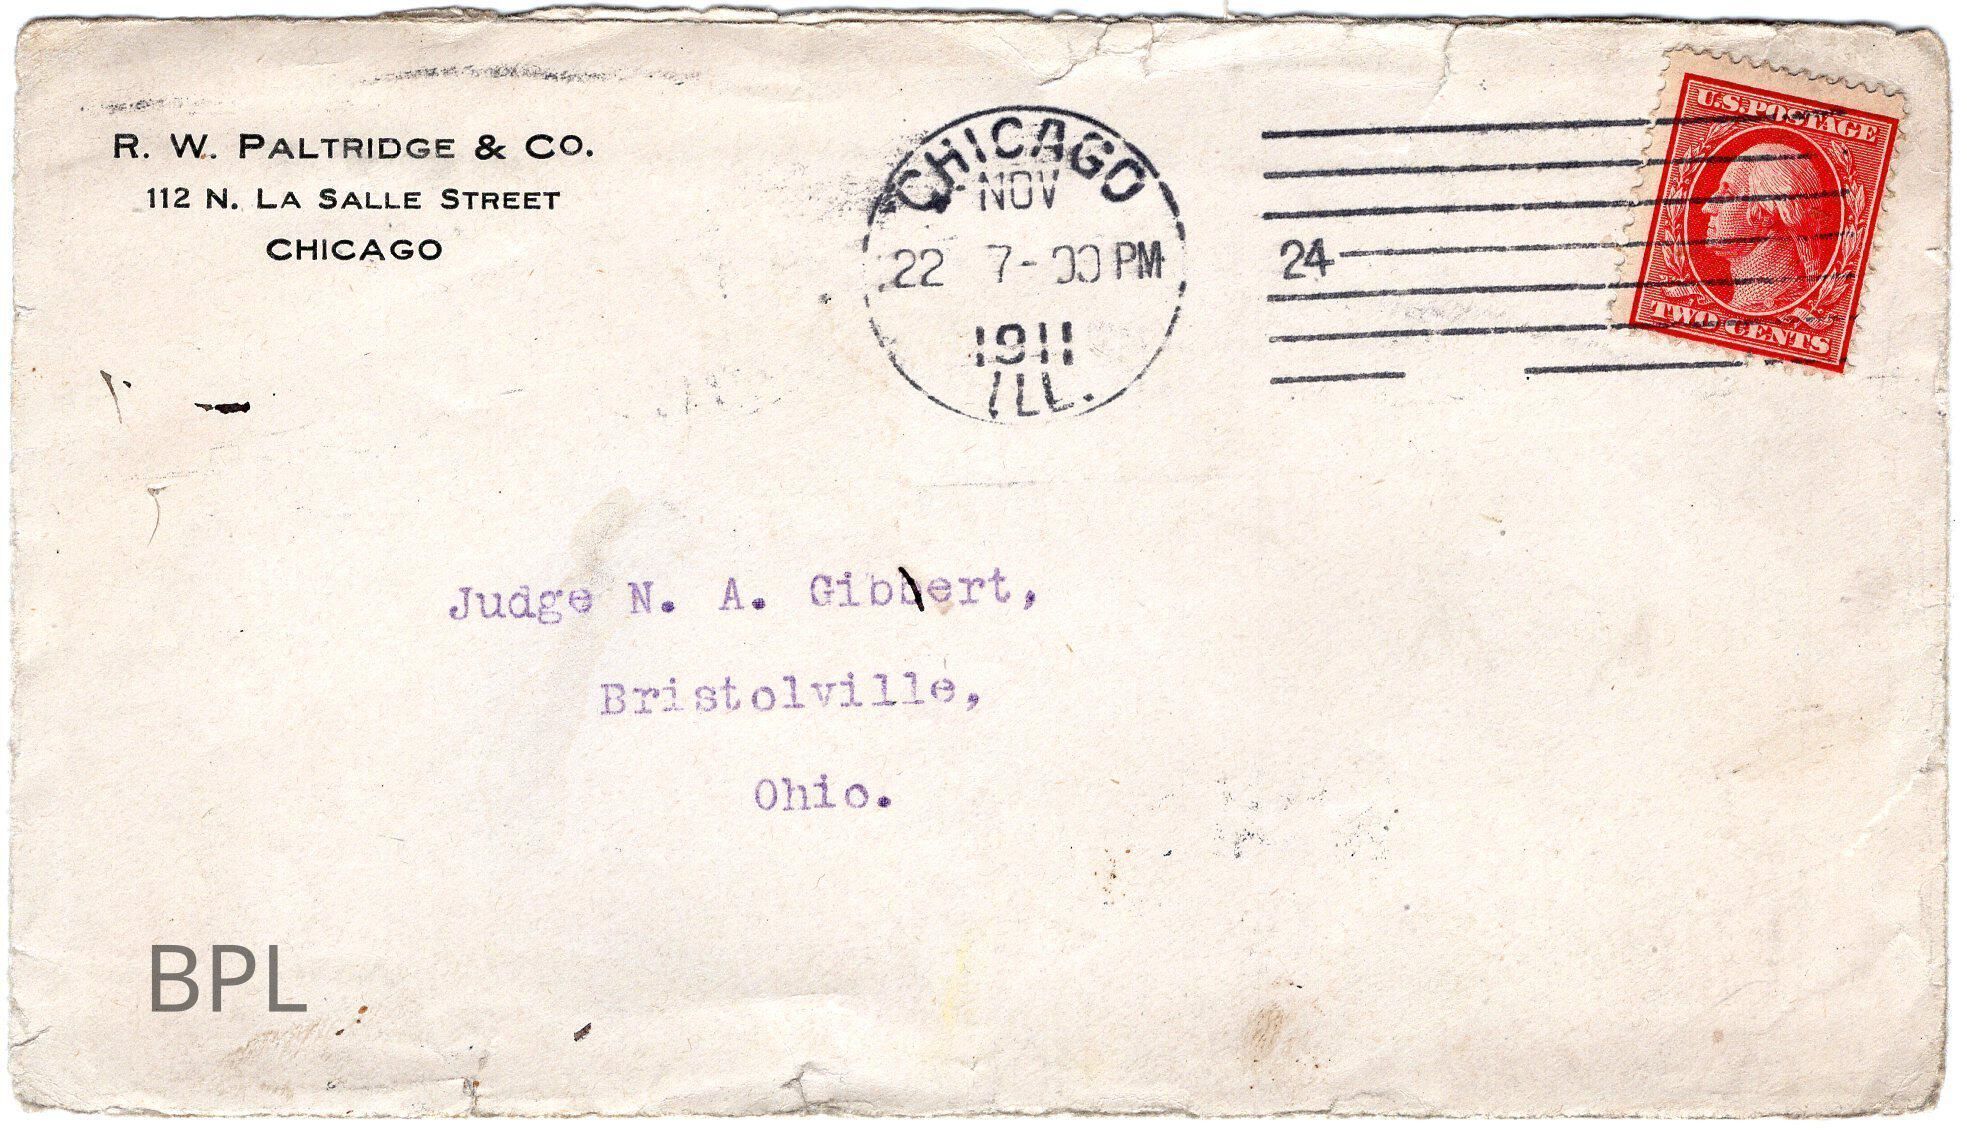 R. W. PALTRIDGE & CO.
112 N. LA SALLE STREET
CHICAGO
CHICAGO
NOV
22 7-00 PM
1911
ILL.
24
U.S. POSTAGE
TWO CENTS
Judge N. A. Gibbert,
Bristolville,
Ohio.
BPL